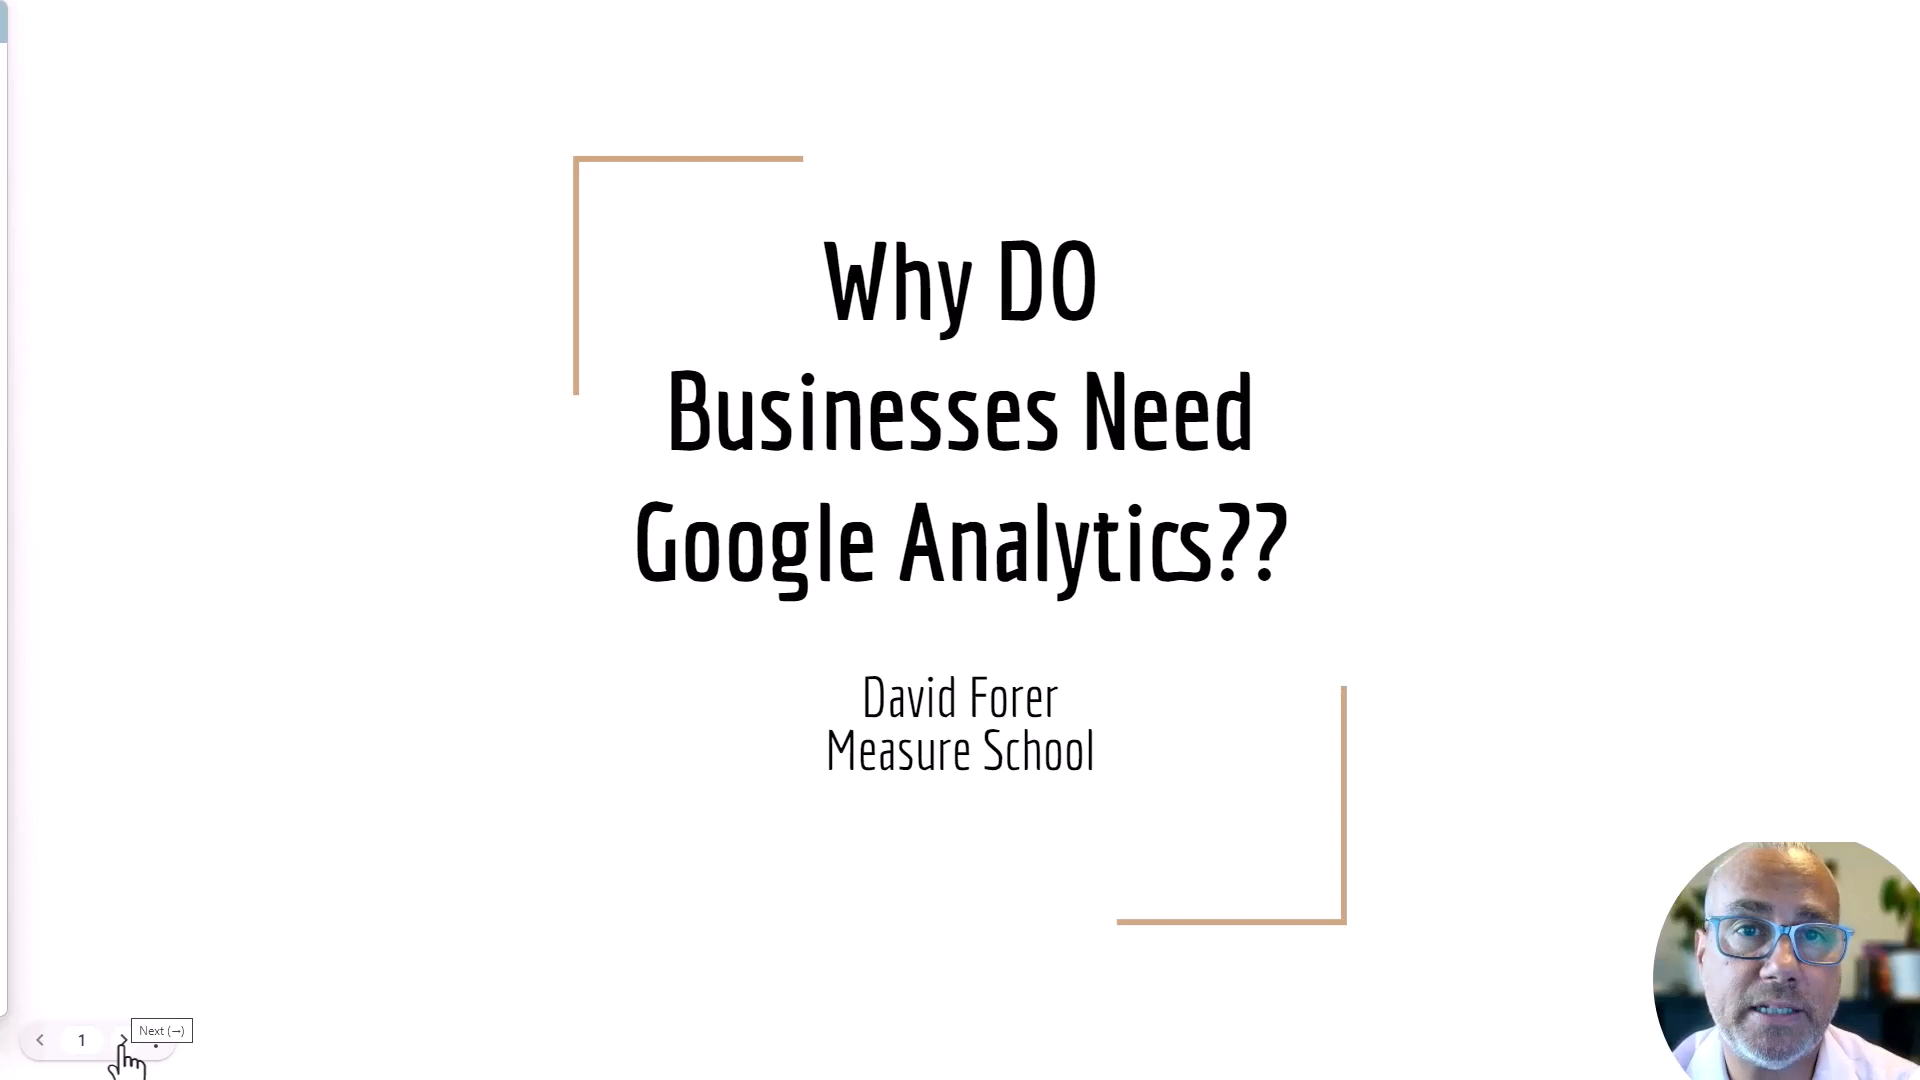 Why DO
Businesses Need
Google Analytics??
David Forer
Measure School
1
Next (→)